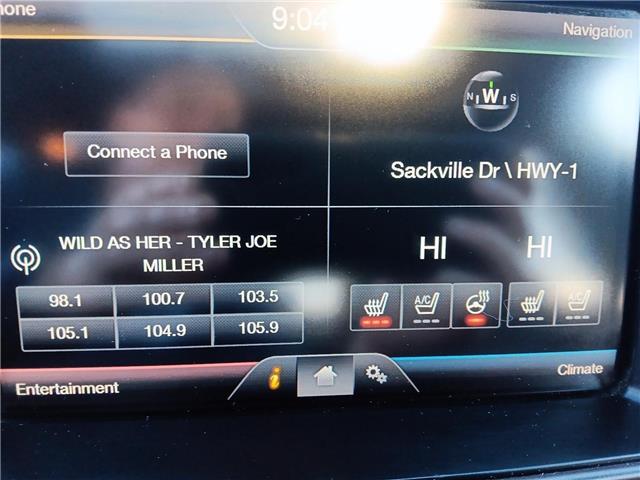 9:04
Navigation
N W S
Connect a Phone
Sackville Dr \ HWY-1
WILD AS HER - TYLER JOE
MILLER
HI HI
98.1 100.7 103.5
105.1 104.9 105.9
A/C A/C
i
Entertainment
Climate